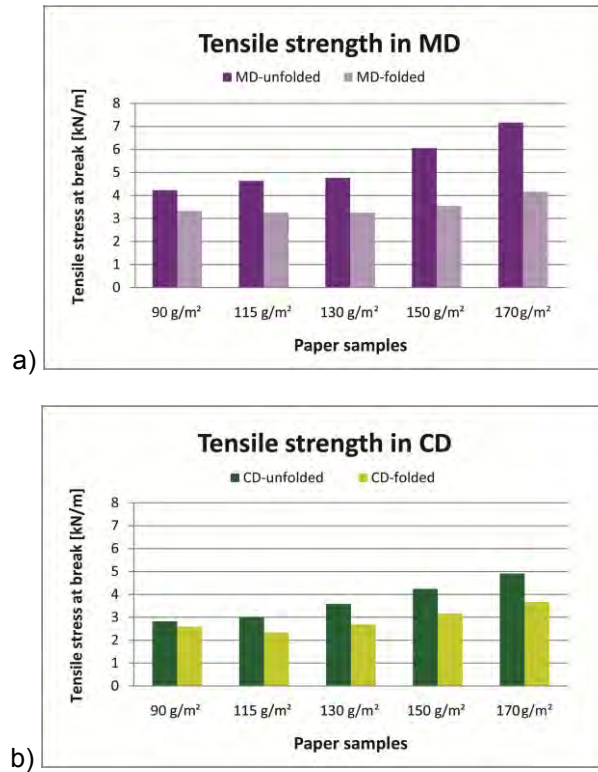 Tensile strength in MD
MD-unfolded MD-folded
Tensile stress at break [kN/m]
8
7
6
5
4
3
2
1
0
90 g/m² 115 g/m² 130 g/m² 150 g/m² 170g/m²
Paper samples
a)
Tensile strength in CD
CD-unfolded CD-folded
Tensile stress at break [kN/m]
8
7
6
5
4
3
2
1
0
90 g/m² 115 g/m² 130 g/m² 150 g/m² 170g/m²
Paper samples
b)